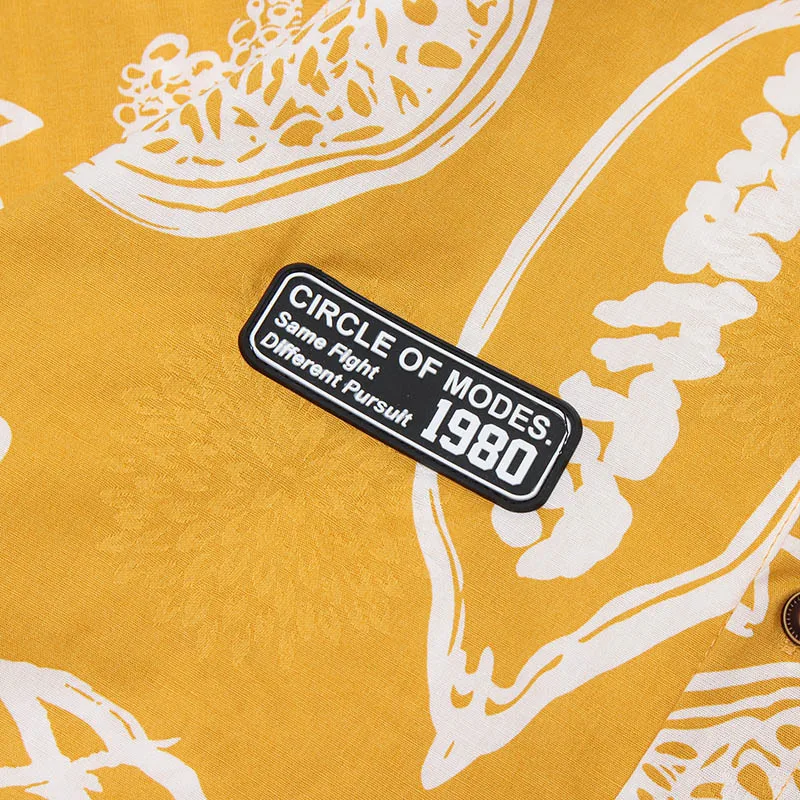 CIRCLE OF MODES.
Same Fight
Different Pursuit
1980